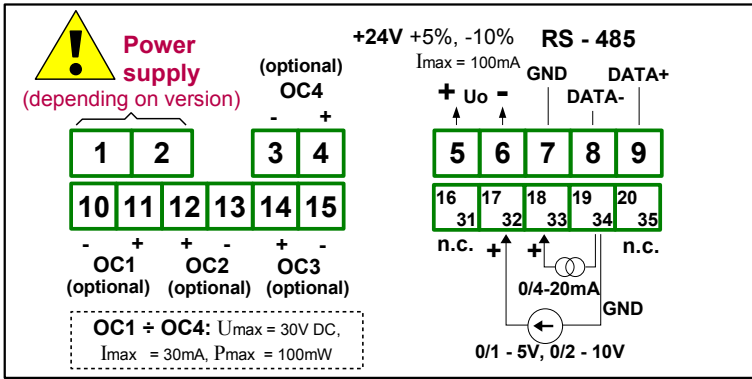 !
Power
supply
(depending on version)
(optional)
OC4
- +
1 2 3 4
10 11 12 13 14 15
- + + - + -
OC1 OC2 OC3
(optional) (optional) (optional)
OC1 ÷ OC4: Umax = 30V DC,
Imax = 30mA, Pmax = 100mW
+24V +5%, -10% RS - 485
Imax = 100mA
GND DATA+
+ Uo - DATA-
5 6 7 8 9
16 17 18 19 20
31 32 33 34 35
n.c. + + n.c.
0/4-20mA
GND
0/1 - 5V, 0/2 - 10V